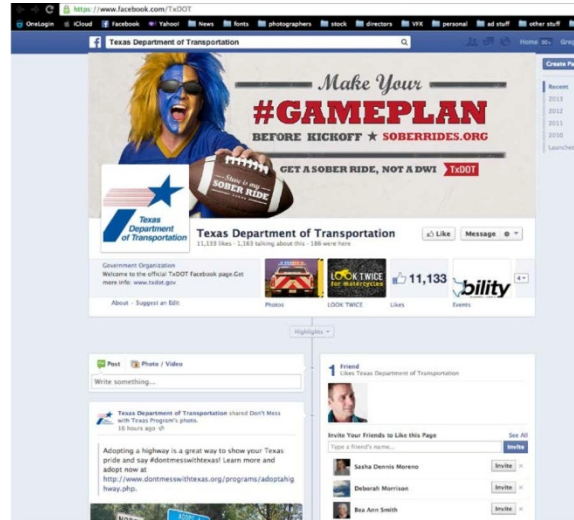 https://www.facebook.com/TxDOT
OneLogin iCloud Facebook Yahoo! News fonts photographers stock directors VFX personal ad stuff other stuff
Texas Department of Transportation
Home Greg
Make Your
#GAMEPLAN
BEFORE KICKOFF ★ SOBERRIDES.ORG
GET A SOBER RIDE, NOT A DWI TxDOT
Steve is my
SOBER RIDE
Texas
Department
of Transportation
Texas Department of Transportation
11,133 likes · 1,163 talking about this · 186 were here
Like Message
Create Pa
Recent
2013
2012
2011
2010
Launched
Government Organization
Welcome to the official TxDOT Facebook page.Get
more info: www.txdot.gov
About - Suggest an Edit
Photos
LOOK TWICE
for motorcycles
LOOK TWICE
11,133
Likes
bility
Events
4
Highlights
Post Photo / Video
Write something...
Texas Department of Transportation shared Don't Mess
with Texas Program's photo.
16 hours ago
Adopting a highway is a great way to show your Texas
pride and say #dontmesswithtexas! Learn more and
adopt now at
http://www.dontmesswithtexas.org/programs/adoptahig
hway.php.
NORT
ADOPT A
1 Friend
Likes Texas Department of Transportation
Invite Your Friends to Like this Page See All
Type a friend's name... Invite
Sasha Dennis Moreno Invite
Deborah Morrison Invite
Bea Ann Smith Invite